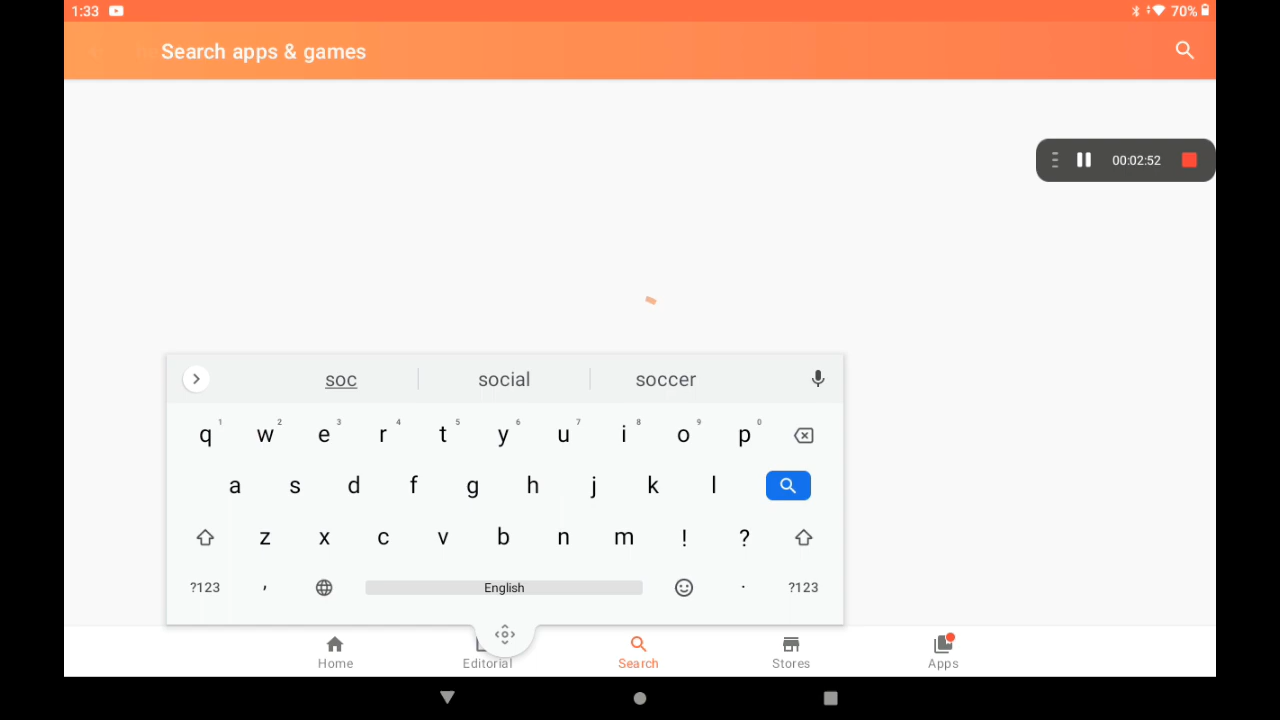 1:33 70%
Search apps & games
00:02:52
soc social soccer
q 1 w 2 e 3 r 4 t 5 y 6 u 7 i 8 o 9 p 0
a s d f g h j k l
z x c v b n m ! ?
?123 , English . ?123
Home Editorial Search Stores Apps